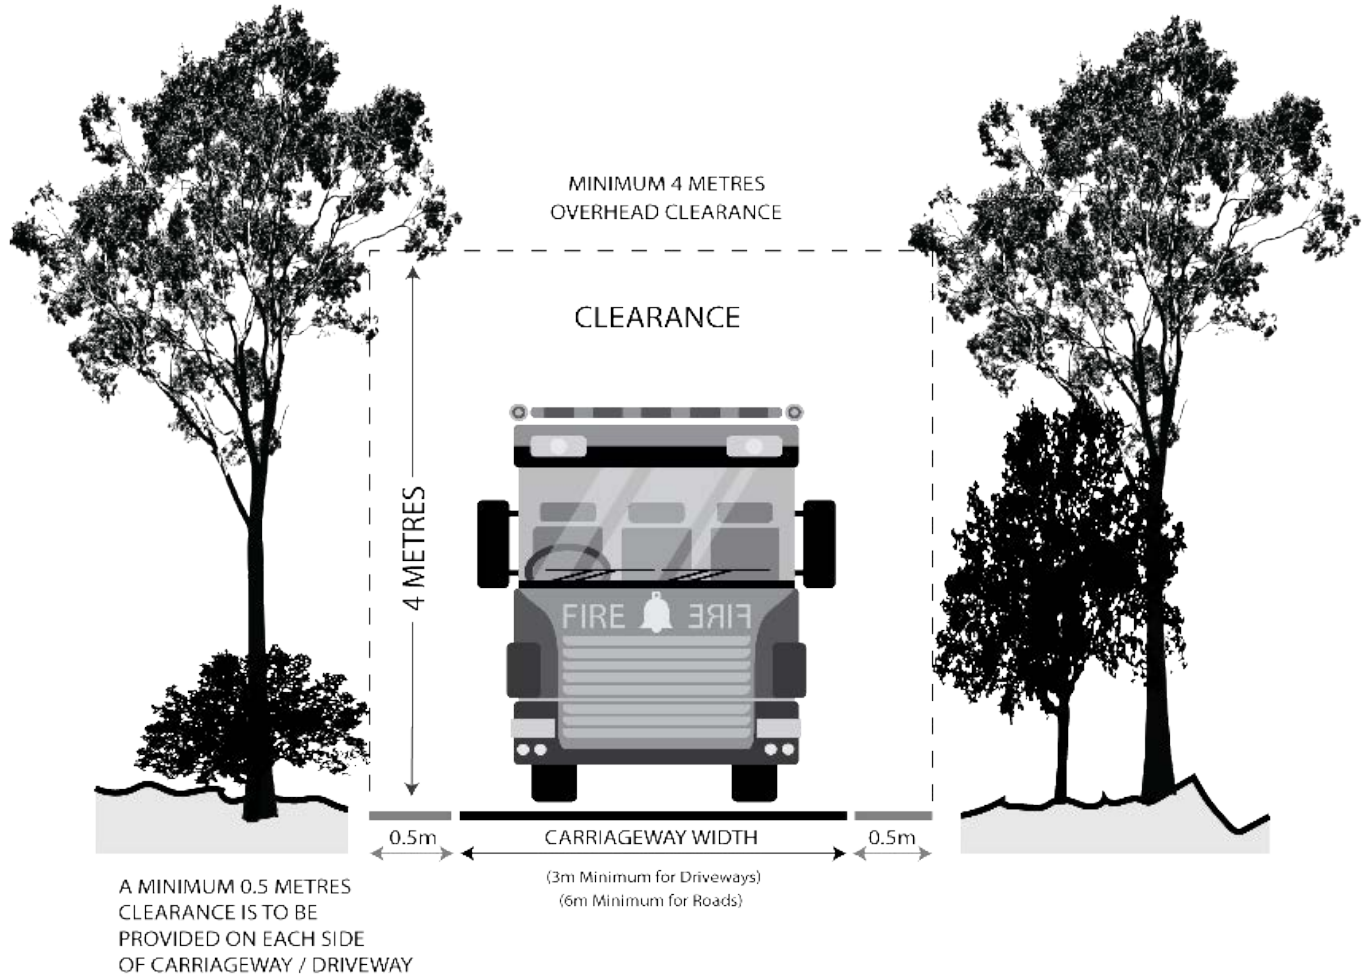 MINIMUM 4 METRES
OVERHEAD CLEARANCE
CLEARANCE
4 METRES
FIRE FIRE
0.5m
CARRIAGEWAY WIDTH
0.5m
(3m Minimum for Driveways)
(6m Minimum for Roads)
A MINIMUM 0.5 METRES
CLEARANCE IS TO BE
PROVIDED ON EACH SIDE
OF CARRIAGEWAY / DRIVEWAY